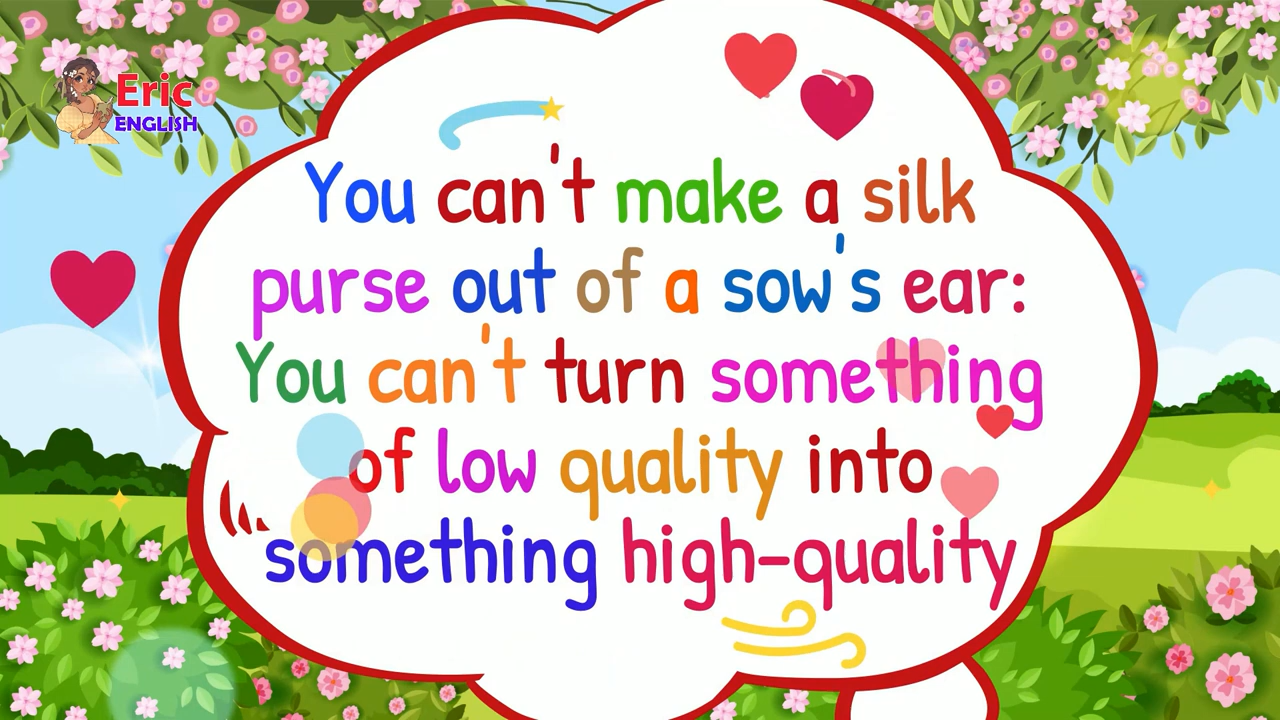 Eric
ENGLISH
You can't make a silk
purse out of a sow's ear:
You can't turn something
of low quality into
something high-quality